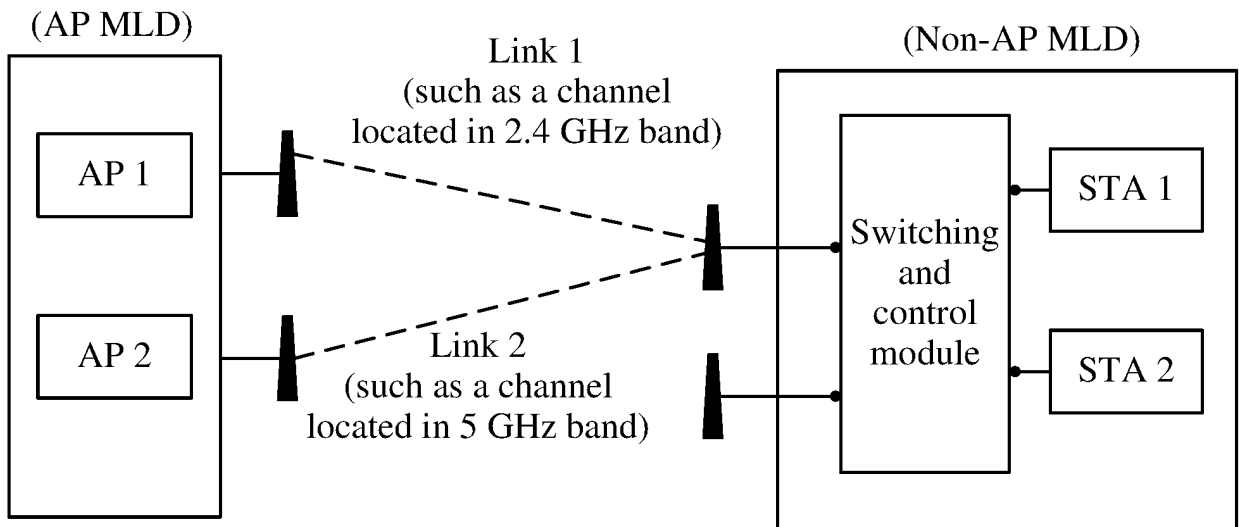 (AP MLD)
AP 1
AP 2
Link 1
(such as a channel
located in 2.4 GHz band)
Link 2
(such as a channel
located in 5 GHz band)
(Non-AP MLD)
Switching
and
control
module
STA 1
STA 2